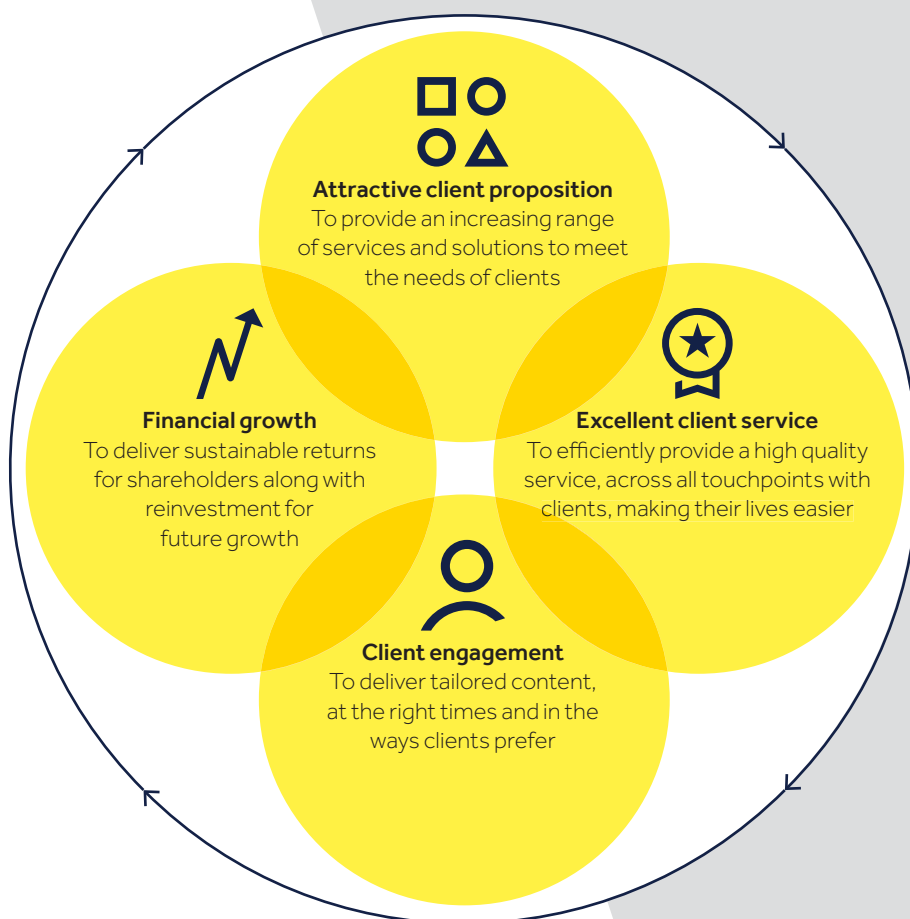 Attractive client proposition
To provide an increasing range
of services and solutions to meet
the needs of clients
Financial growth
To deliver sustainable returns
for shareholders along with
reinvestment for
future growth
Excellent client service
To efficiently provide a high quality
service, across all touchpoints with
clients, making their lives easier
Client engagement
To deliver tailored content,
at the right times and in the
ways clients prefer